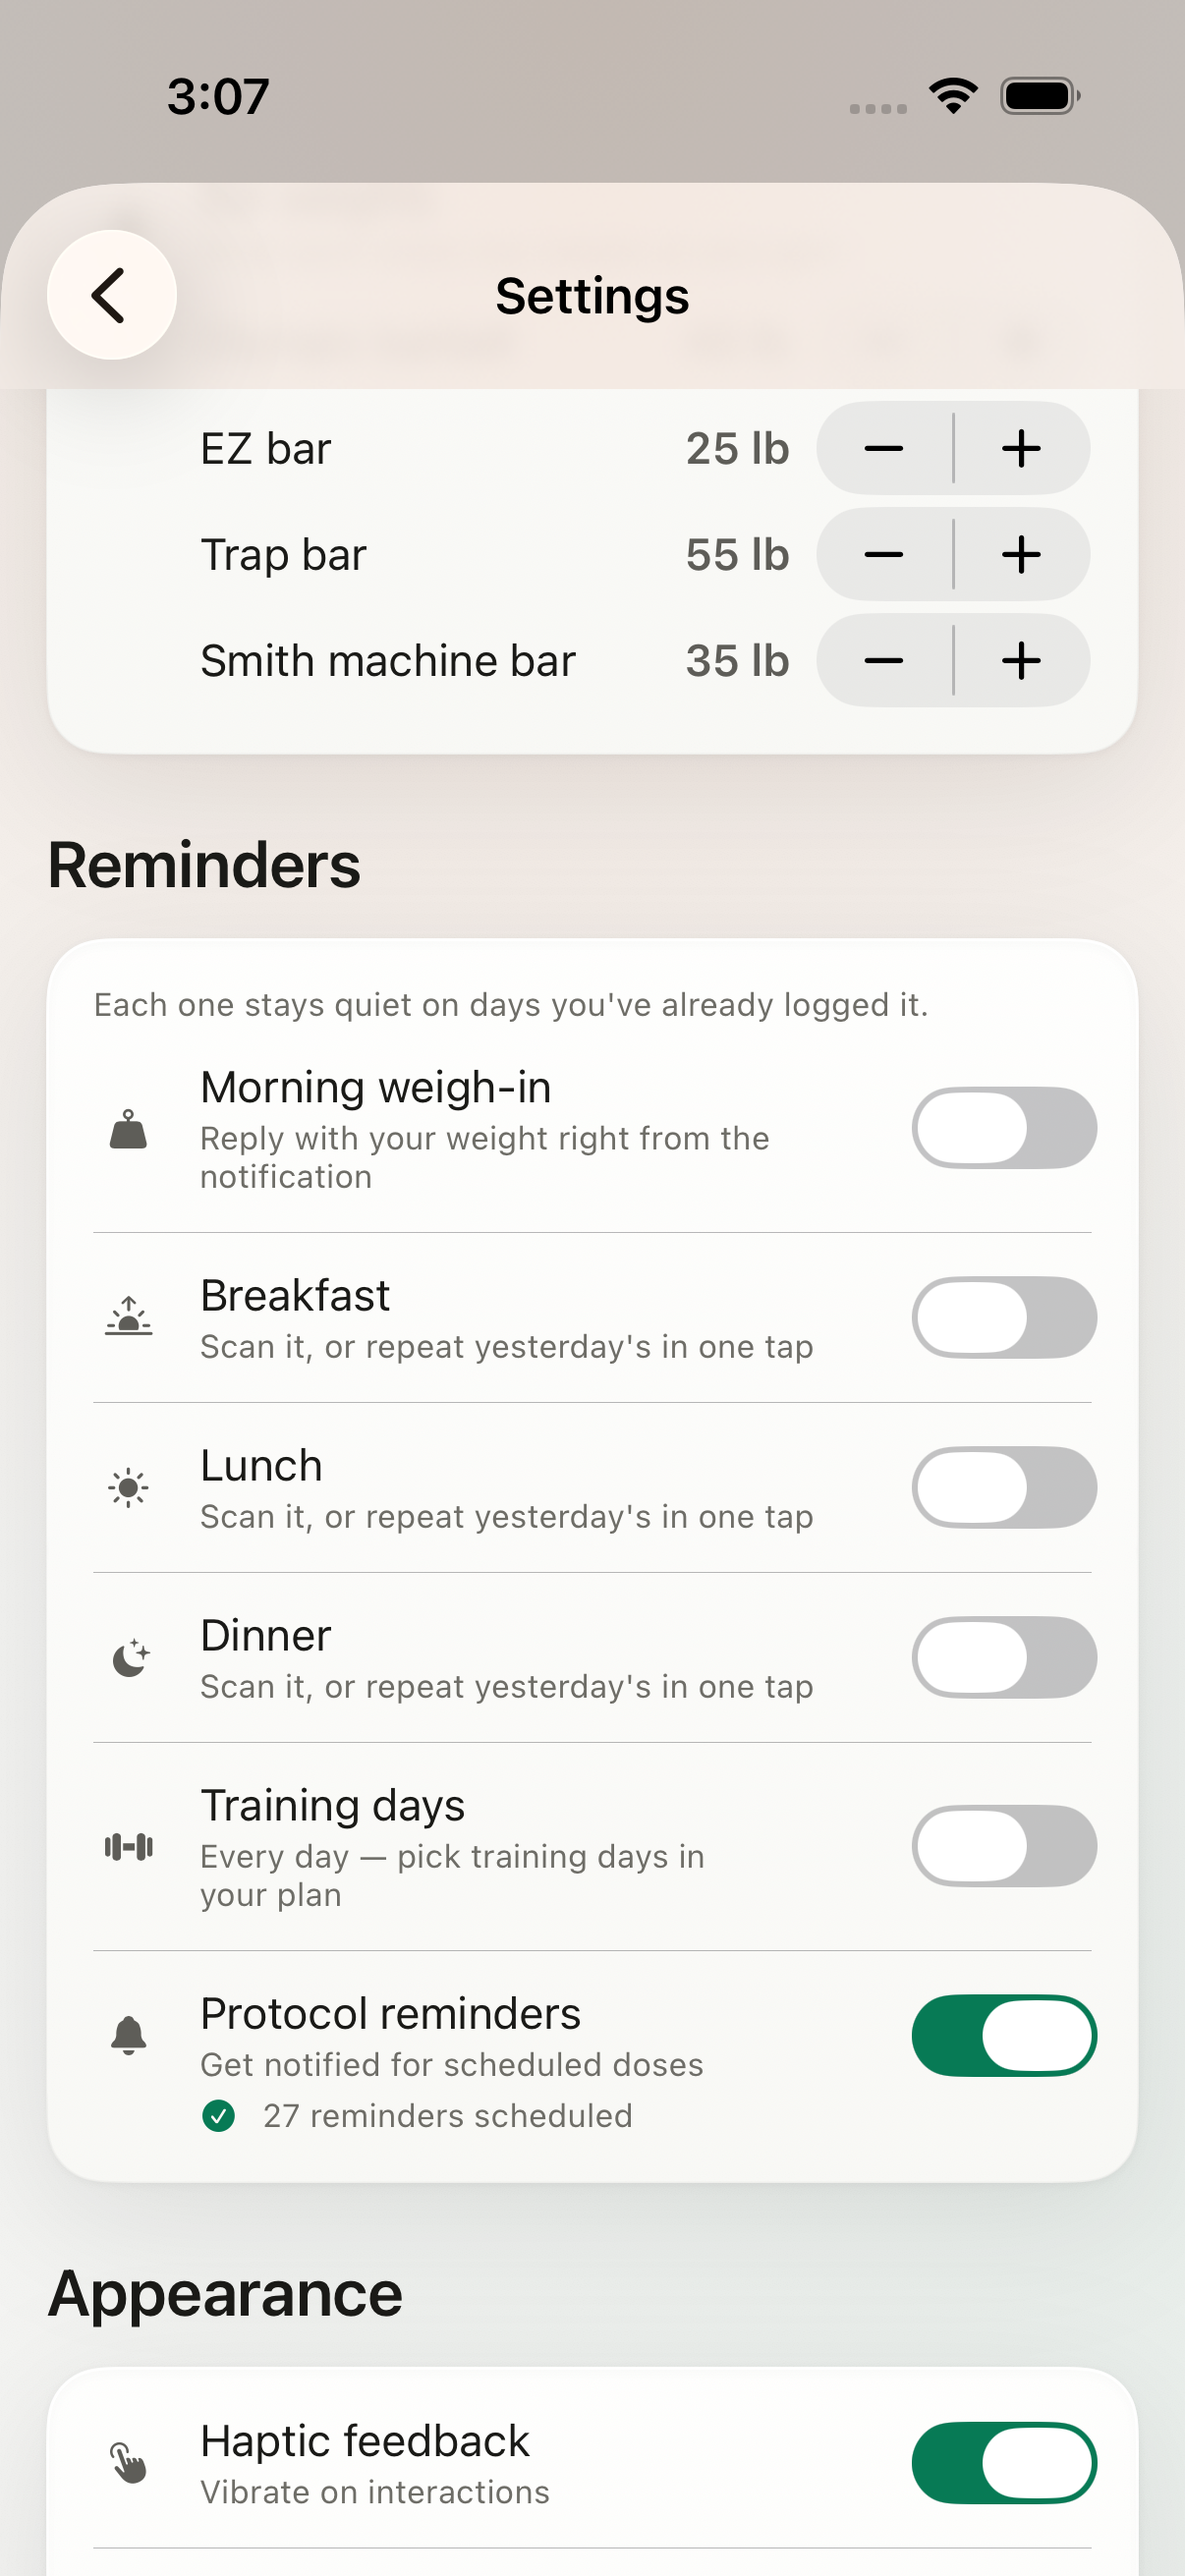 3:07
Settings
EZ bar 25 lb
Trap bar 55 lb
Smith machine bar 35 lb
Reminders
Each one stays quiet on days you've already logged it.
Morning weigh-in
Reply with your weight right from the
notification
Breakfast
Scan it, or repeat yesterday's in one tap
Lunch
Scan it, or repeat yesterday's in one tap
Dinner
Scan it, or repeat yesterday's in one tap
Training days
Every day — pick training days in
your plan
Protocol reminders
Get notified for scheduled doses
27 reminders scheduled
Appearance
Haptic feedback
Vibrate on interactions